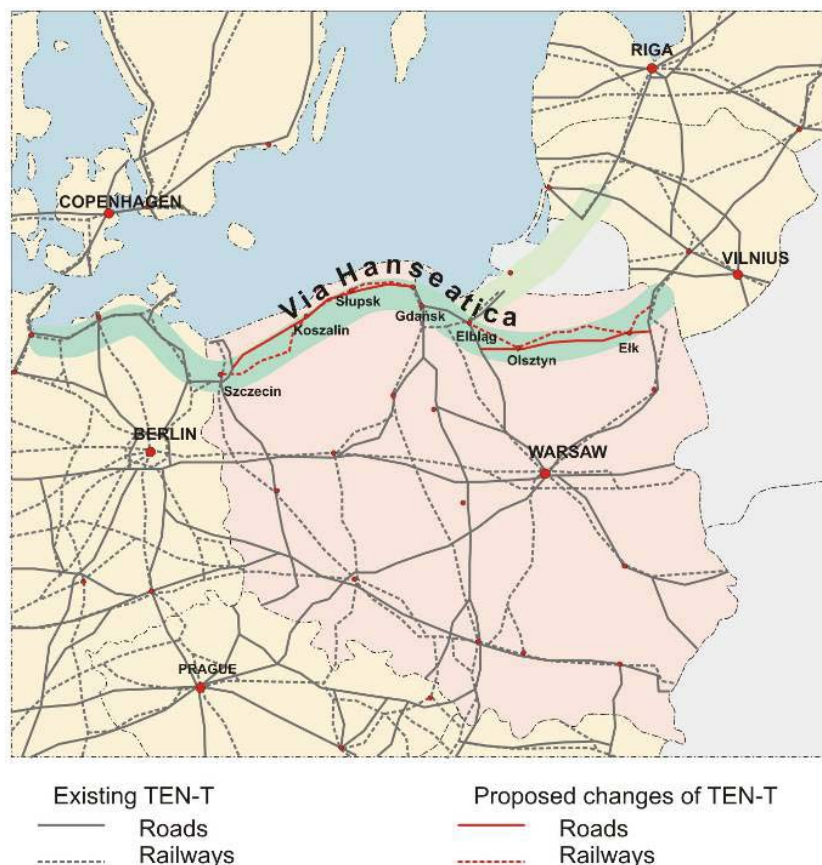 RIGA
COPENHAGEN
VILNIUS
Via Hanseatica
Słupsk
Gdańsk
Koszalin
Elbląg
Olsztyn
Ełk
Szczecin
BERLIN
WARSAW
PRAGUE
Existing TEN-T
Roads
Railways
Proposed changes of TEN-T
Roads
Railways